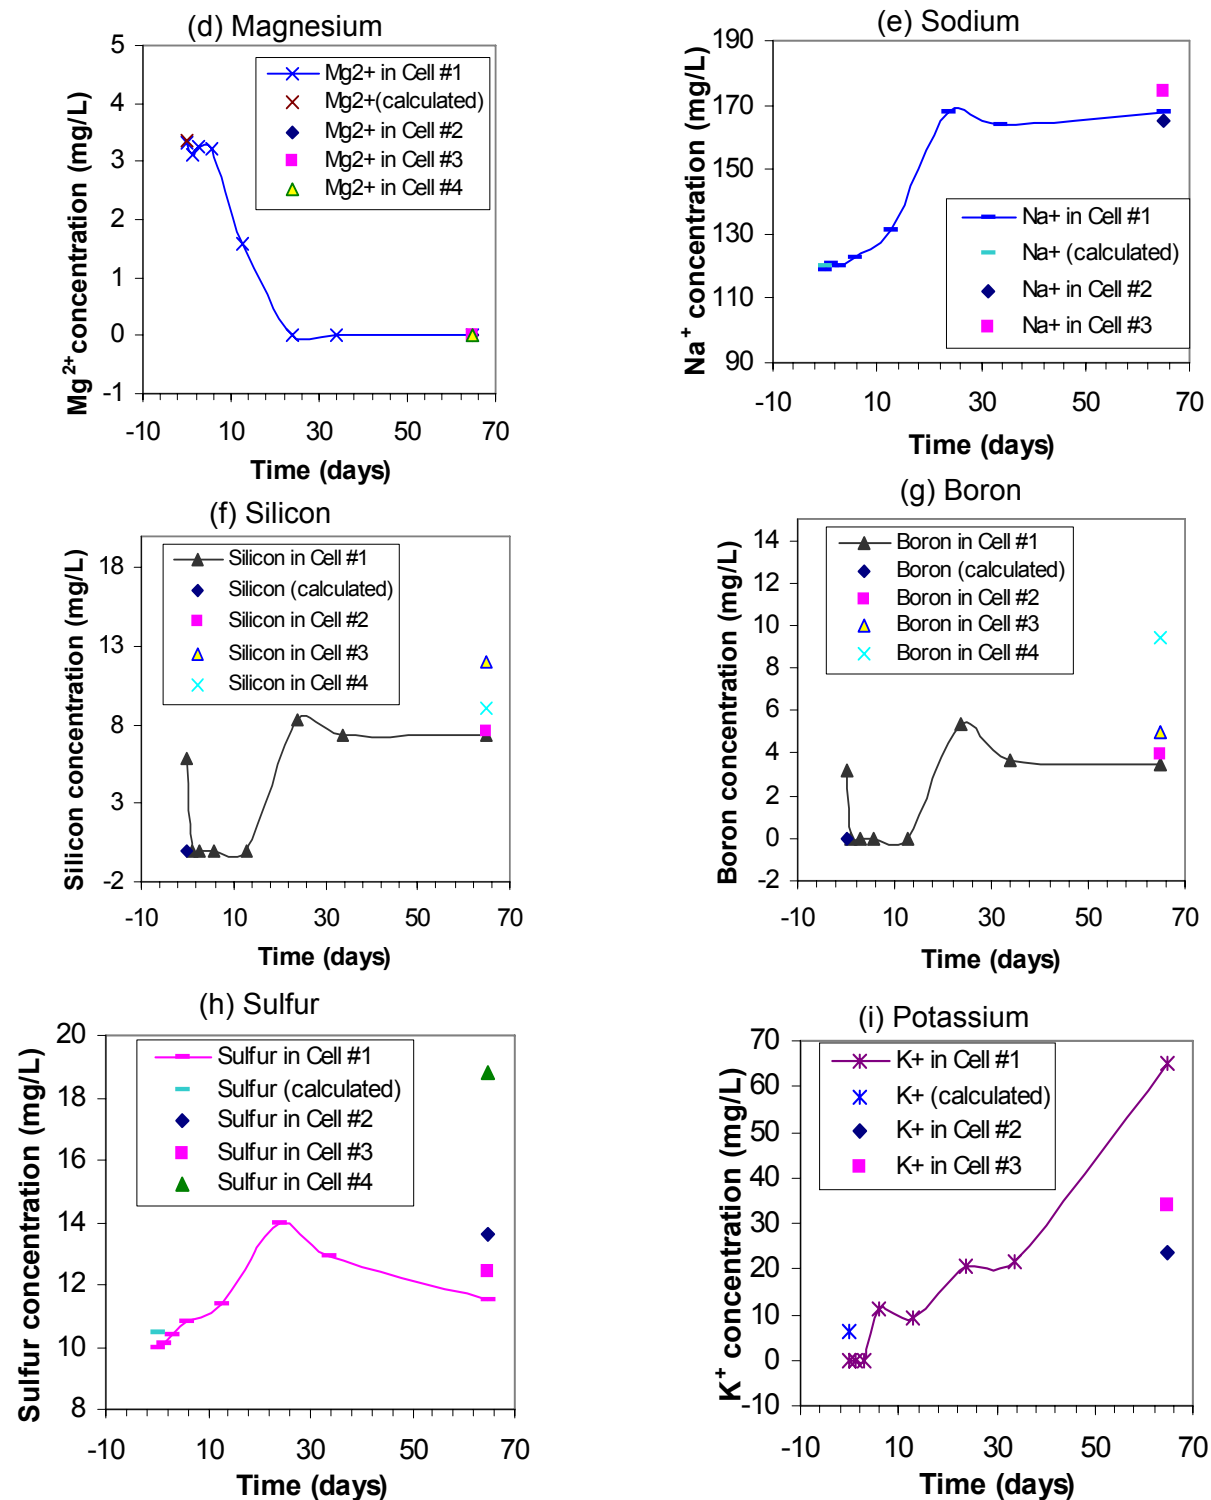 (d) Magnesium
Mg²⁺ concentration (mg/L)
5
4
3
2
1
0
-1
Mg2+ in Cell #1
Mg2+(calculated)
Mg2+ in Cell #2
Mg2+ in Cell #3
Mg2+ in Cell #4
-10 10 30 50 70
Time (days)
(e) Sodium
Na⁺ concentration (mg/L)
190
170
150
130
110
90
Na+ in Cell #1
Na+ (calculated)
Na+ in Cell #2
Na+ in Cell #3
-10 10 30 50 70
Time (days)
(f) Silicon
Silicon concentration (mg/L)
18
13
8
3
-2
Silicon in Cell #1
Silicon (calculated)
Silicon in Cell #2
Silicon in Cell #3
Silicon in Cell #4
-10 10 30 50 70
Time (days)
(g) Boron
Boron concentration (mg/L)
14
12
10
8
6
4
2
0
-2
Boron in Cell #1
Boron (calculated)
Boron in Cell #2
Boron in Cell #3
Boron in Cell #4
-10 10 30 50 70
Time (days)
(h) Sulfur
Sulfur concentration (mg/L)
20
18
16
14
12
10
8
Sulfur in Cell #1
Sulfur (calculated)
Sulfur in Cell #2
Sulfur in Cell #3
Sulfur in Cell #4
-10 10 30 50 70
Time (days)
(i) Potassium
K⁺ concentration (mg/L)
70
60
50
40
30
20
10
0
-10
K+ in Cell #1
K+ (calculated)
K+ in Cell #2
K+ in Cell #3
-10 10 30 50 70
Time (days)